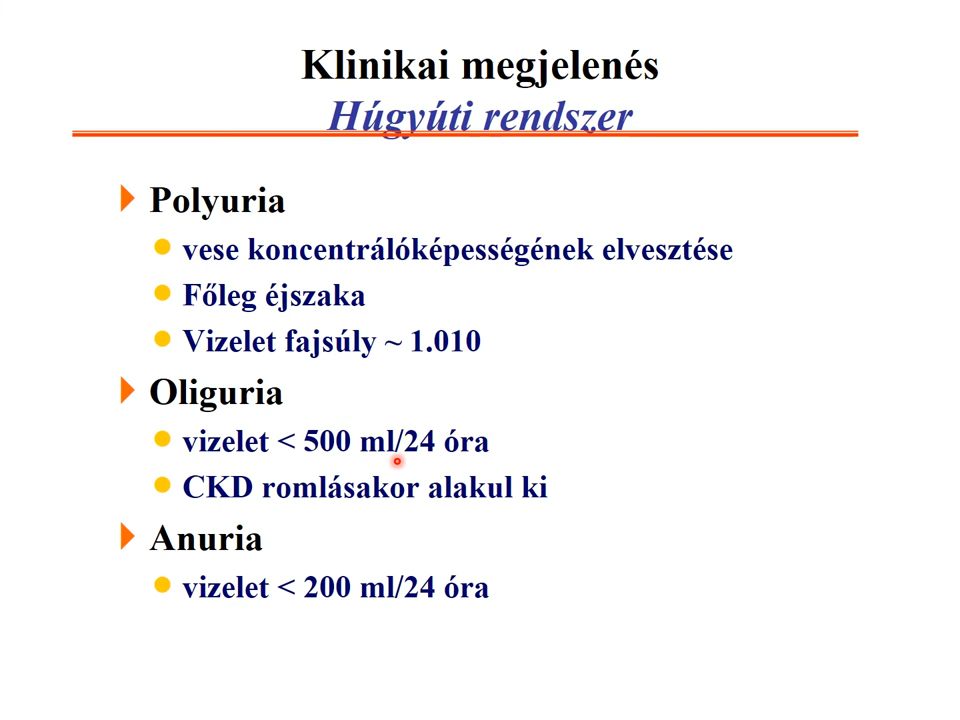 Klinikai megjelenés
Húgyúti rendszer
Polyuria
vese koncentrálóképességének elvesztése
Főleg éjszaka
Vizelet fajsúly ~ 1.010
Oliguria
vizelet < 500 ml/24 óra
CKD romlásakor alakul ki
Anuria
vizelet < 200 ml/24 óra